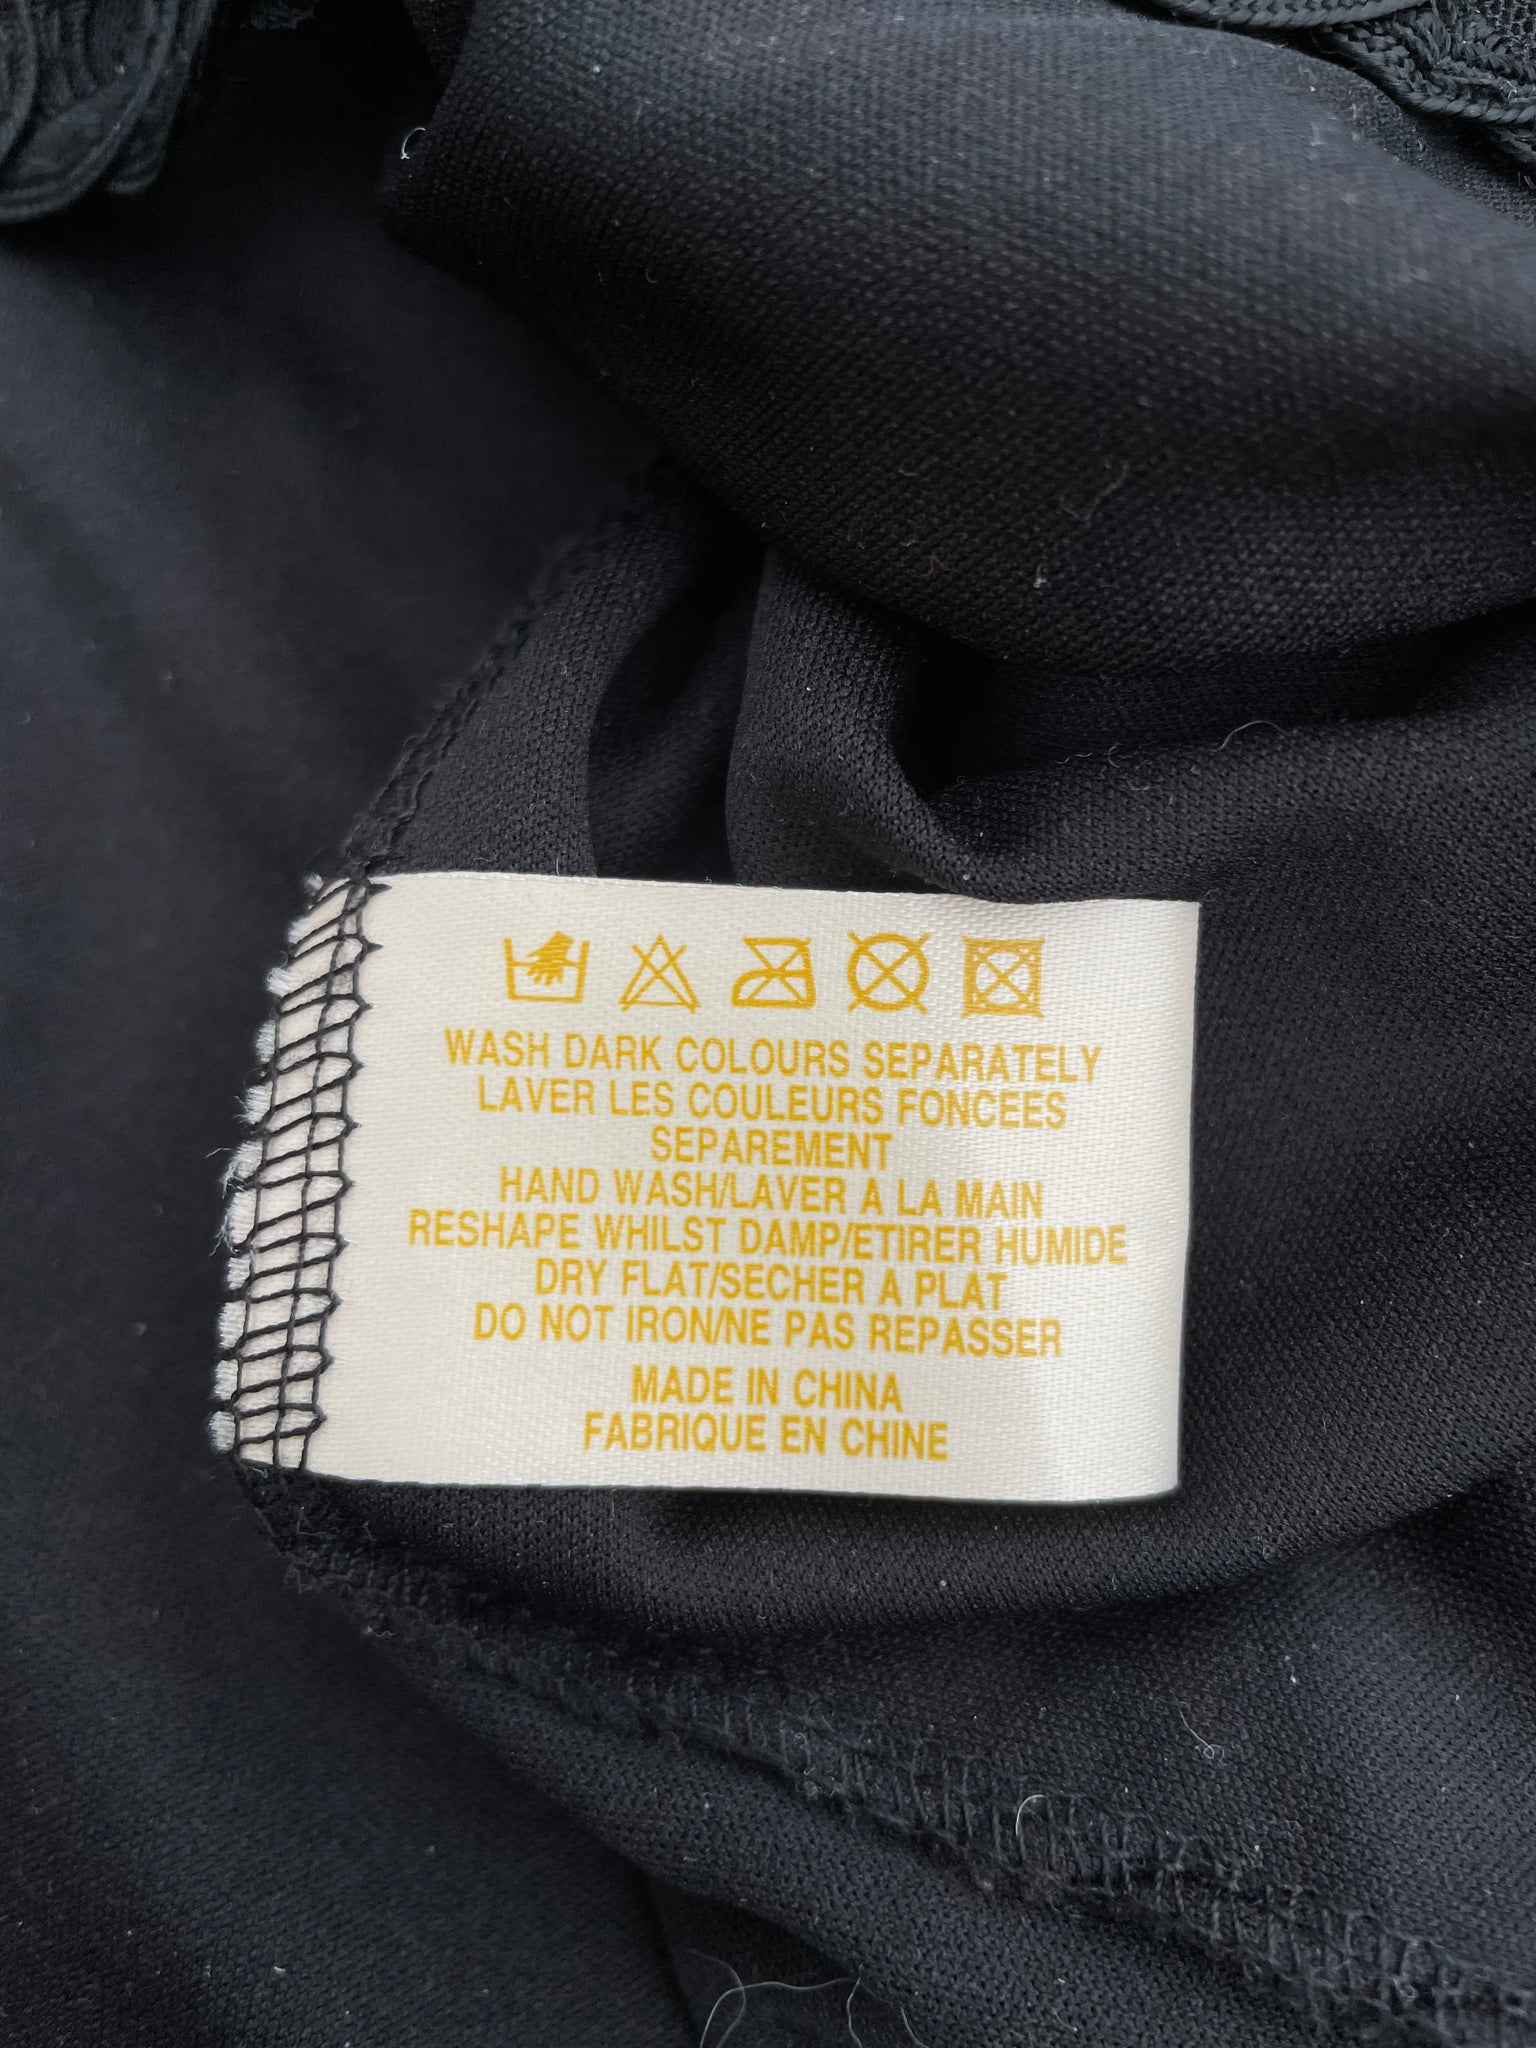 WASH DARK COLOURS SEPARATELY
LAVER LES COULEURS FONCEES
SEPAREMENT
HAND WASH/LAVER A LA MAIN
RESHAPE WHILST DAMP/ETIRER HUMIDE
DRY FLAT/SECHER A PLAT
DO NOT IRON/NE PAS REPASSER
MADE IN CHINA
FABRIQUE EN CHINE